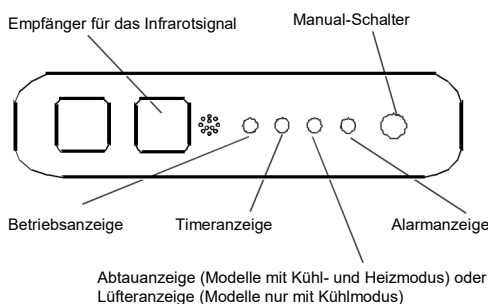 Empfänger für das Infrarotsignal
Manual-Schalter
Betriebsanzeige
Timeranzeige
Alarmanzeige
Abtauanzeige (Modelle mit Kühl- und Heizmodus) oder
Lüfteranzeige (Modelle nur mit Kühlmodus)